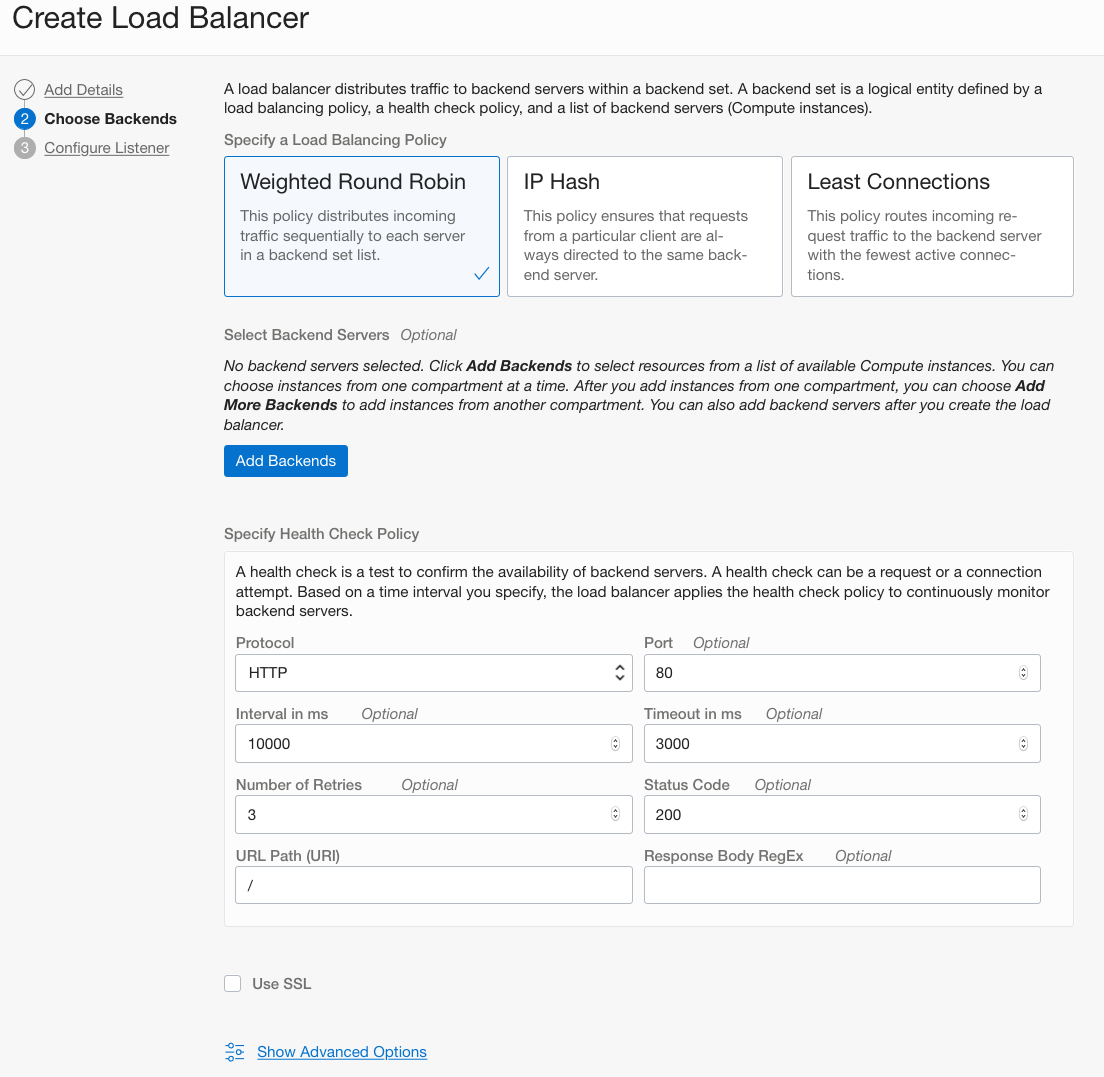 Create Load Balancer
Add Details
2 Choose Backends
3 Configure Listener
A load balancer distributes traffic to backend servers within a backend set. A backend set is a logical entity defined by a
load balancing policy, a health check policy, and a list of backend servers (Compute instances).
Specify a Load Balancing Policy
Weighted Round Robin
This policy distributes incoming
traffic sequentially to each server
in a backend set list.
IP Hash
This policy ensures that requests
from a particular client are al-
ways directed to the same back-
end server.
Least Connections
This policy routes incoming re-
quest traffic to the backend server
with the fewest active connec-
tions.
Select Backend Servers Optional
No backend servers selected. Click Add Backends to select resources from a list of available Compute instances. You can
choose instances from one compartment at a time. After you add instances from one compartment, you can choose Add
More Backends to add instances from another compartment. You can also add backend servers after you create the load
balancer.
Add Backends
Specify Health Check Policy
A health check is a test to confirm the availability of backend servers. A health check can be a request or a connection
attempt. Based on a time interval you specify, the load balancer applies the health check policy to continuously monitor
backend servers.
Protocol
HTTP
Port Optional
80
Interval in ms Optional
10000
Timeout in ms Optional
3000
Number of Retries Optional
3
Status Code Optional
200
URL Path (URI)
/
Response Body RegEx Optional
Use SSL
Show Advanced Options